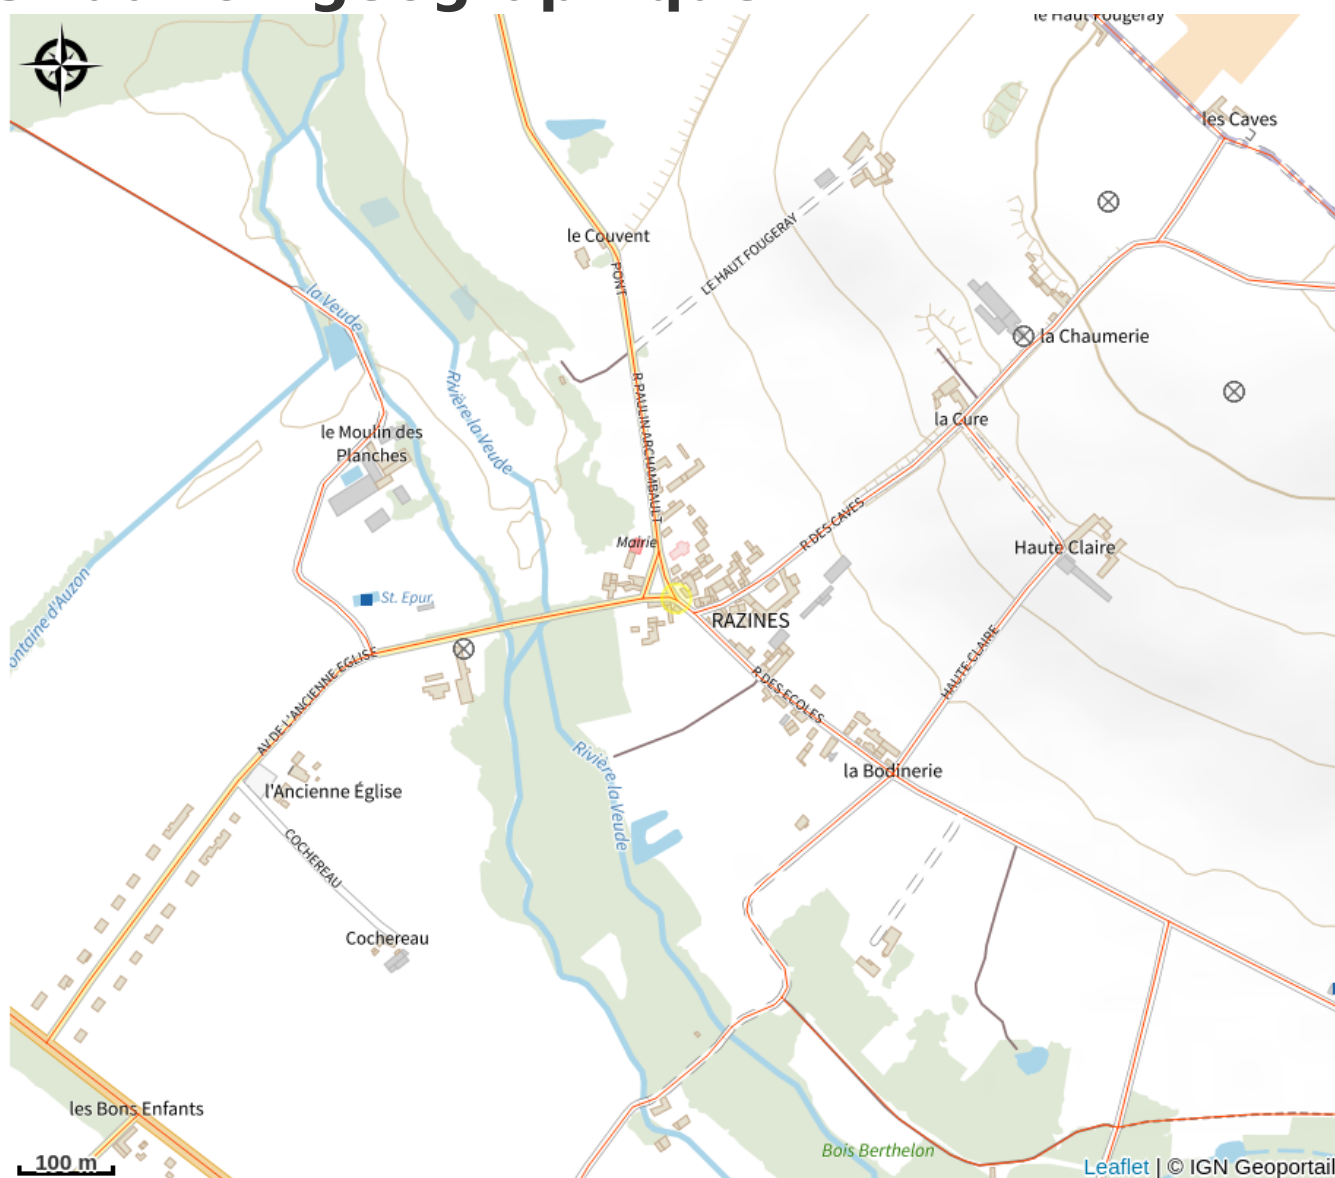 le Haut Fougeray
les Caves
le Couvent
PONT
LE HAUT FOUGERAY
la Veude
la Chaumerie
Rivière la Veude
R PAULIN ARCHAMBAULT
la Cure
le Moulin des
Planches
R DES CAVES
Mairie
Haute Claire
St. Epur.
ontaine d'Auzon
RAZINES
AV DE L'ANCIENNE EGLISE
HAUTE CLAIRE
R DES ECOLES
Rivière la Veude
la Bodinerie
l'Ancienne Église
COCHEREAU
Cochereau
les Bons Enfants
Bois Berthelon
100 m
Leaflet | © IGN Geoportail